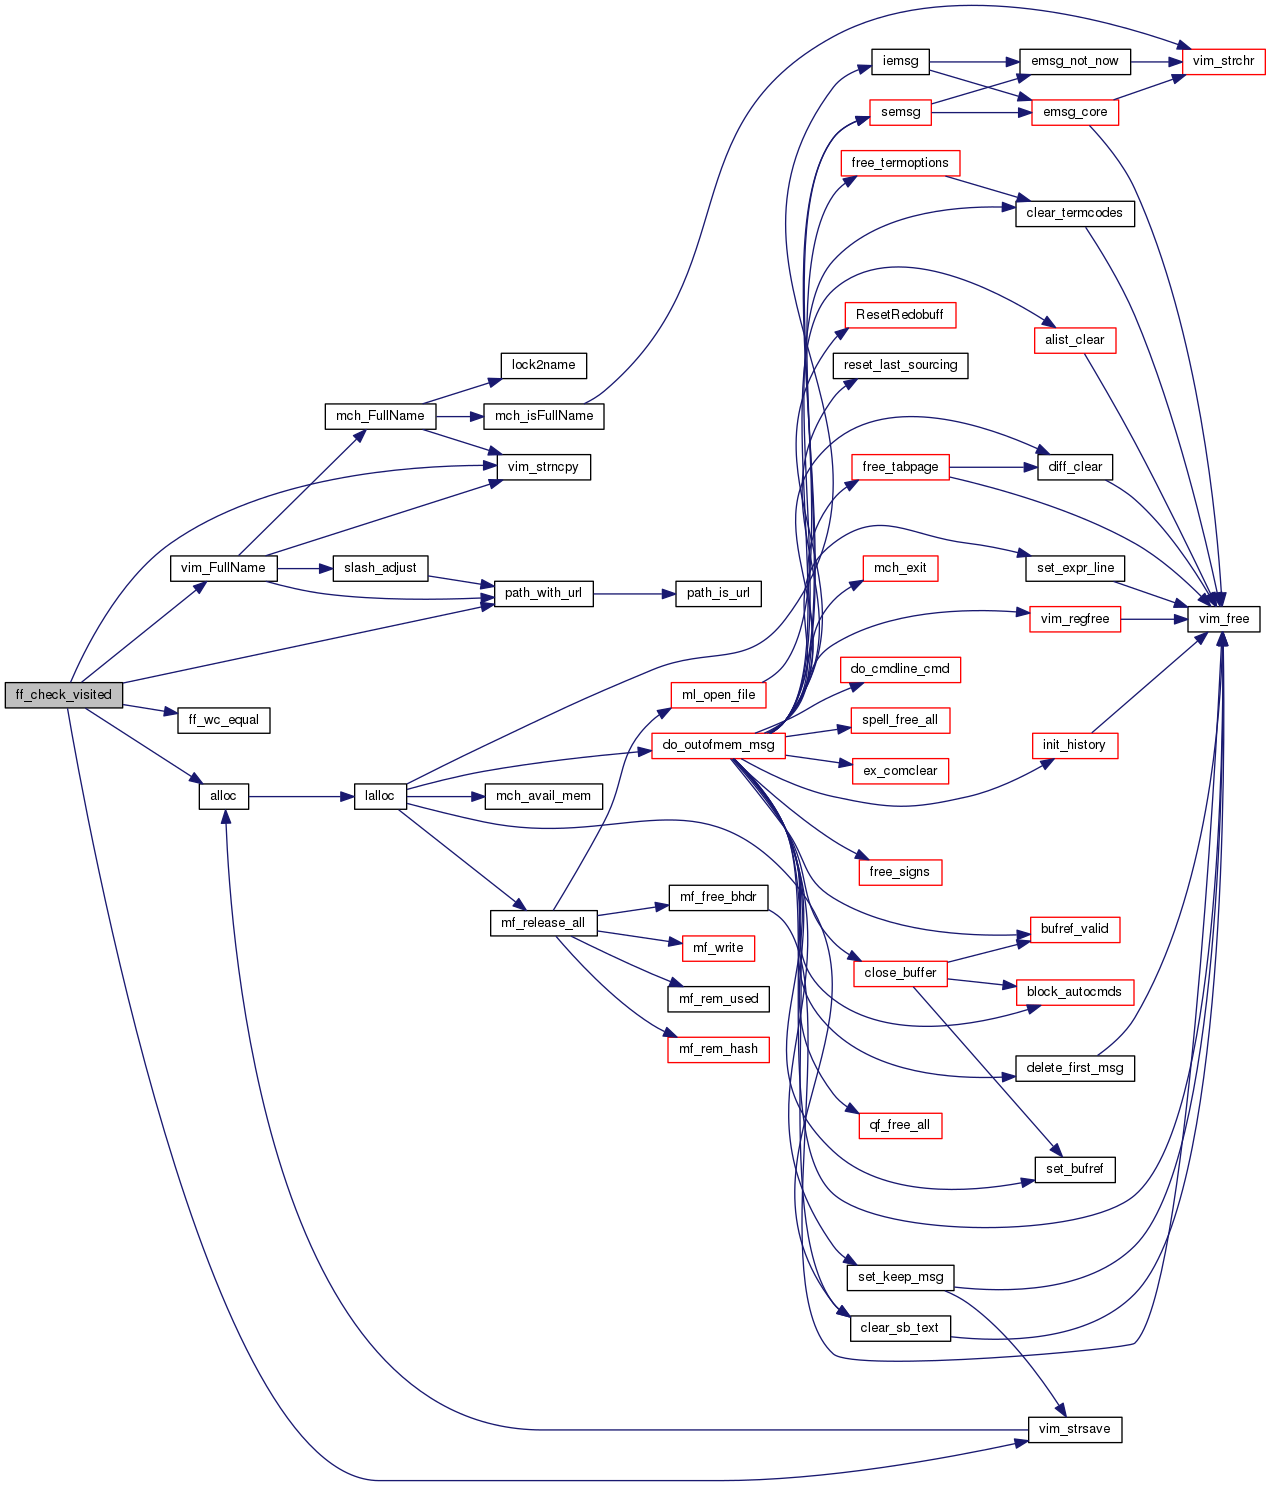 iemsg
emsg_not_now
vim_strchr
semsg
emsg_core
free_termoptions
clear_termcodes
ResetRedobuff
alist_clear
lock2name
reset_last_sourcing
mch_FullName
mch_isFullName
vim_strncpy
free_tabpage
diff_clear
vim_FullName
slash_adjust
mch_exit
set_expr_line
path_with_url
path_is_url
vim_regfree
vim_free
do_cmdline_cmd
ff_check_visited
ml_open_file
ff_wc_equal
spell_free_all
do_outofmem_msg
init_history
ex_comclear
alloc
lalloc
mch_avail_mem
free_signs
mf_free_bhdr
mf_release_all
bufref_valid
mf_write
close_buffer
mf_rem_used
block_autocmds
mf_rem_hash
delete_first_msg
qf_free_all
set_bufref
set_keep_msg
clear_sb_text
vim_strsave